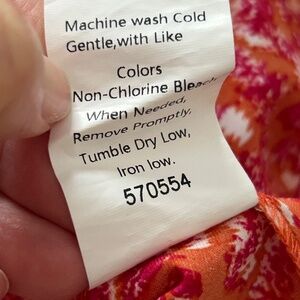 Machine wash Cold
Gentle,with Like
Colors
Non-Chlorine Bleach
When Needed,
Remove Promptly,
Tumble Dry Low,
Iron low.
570554